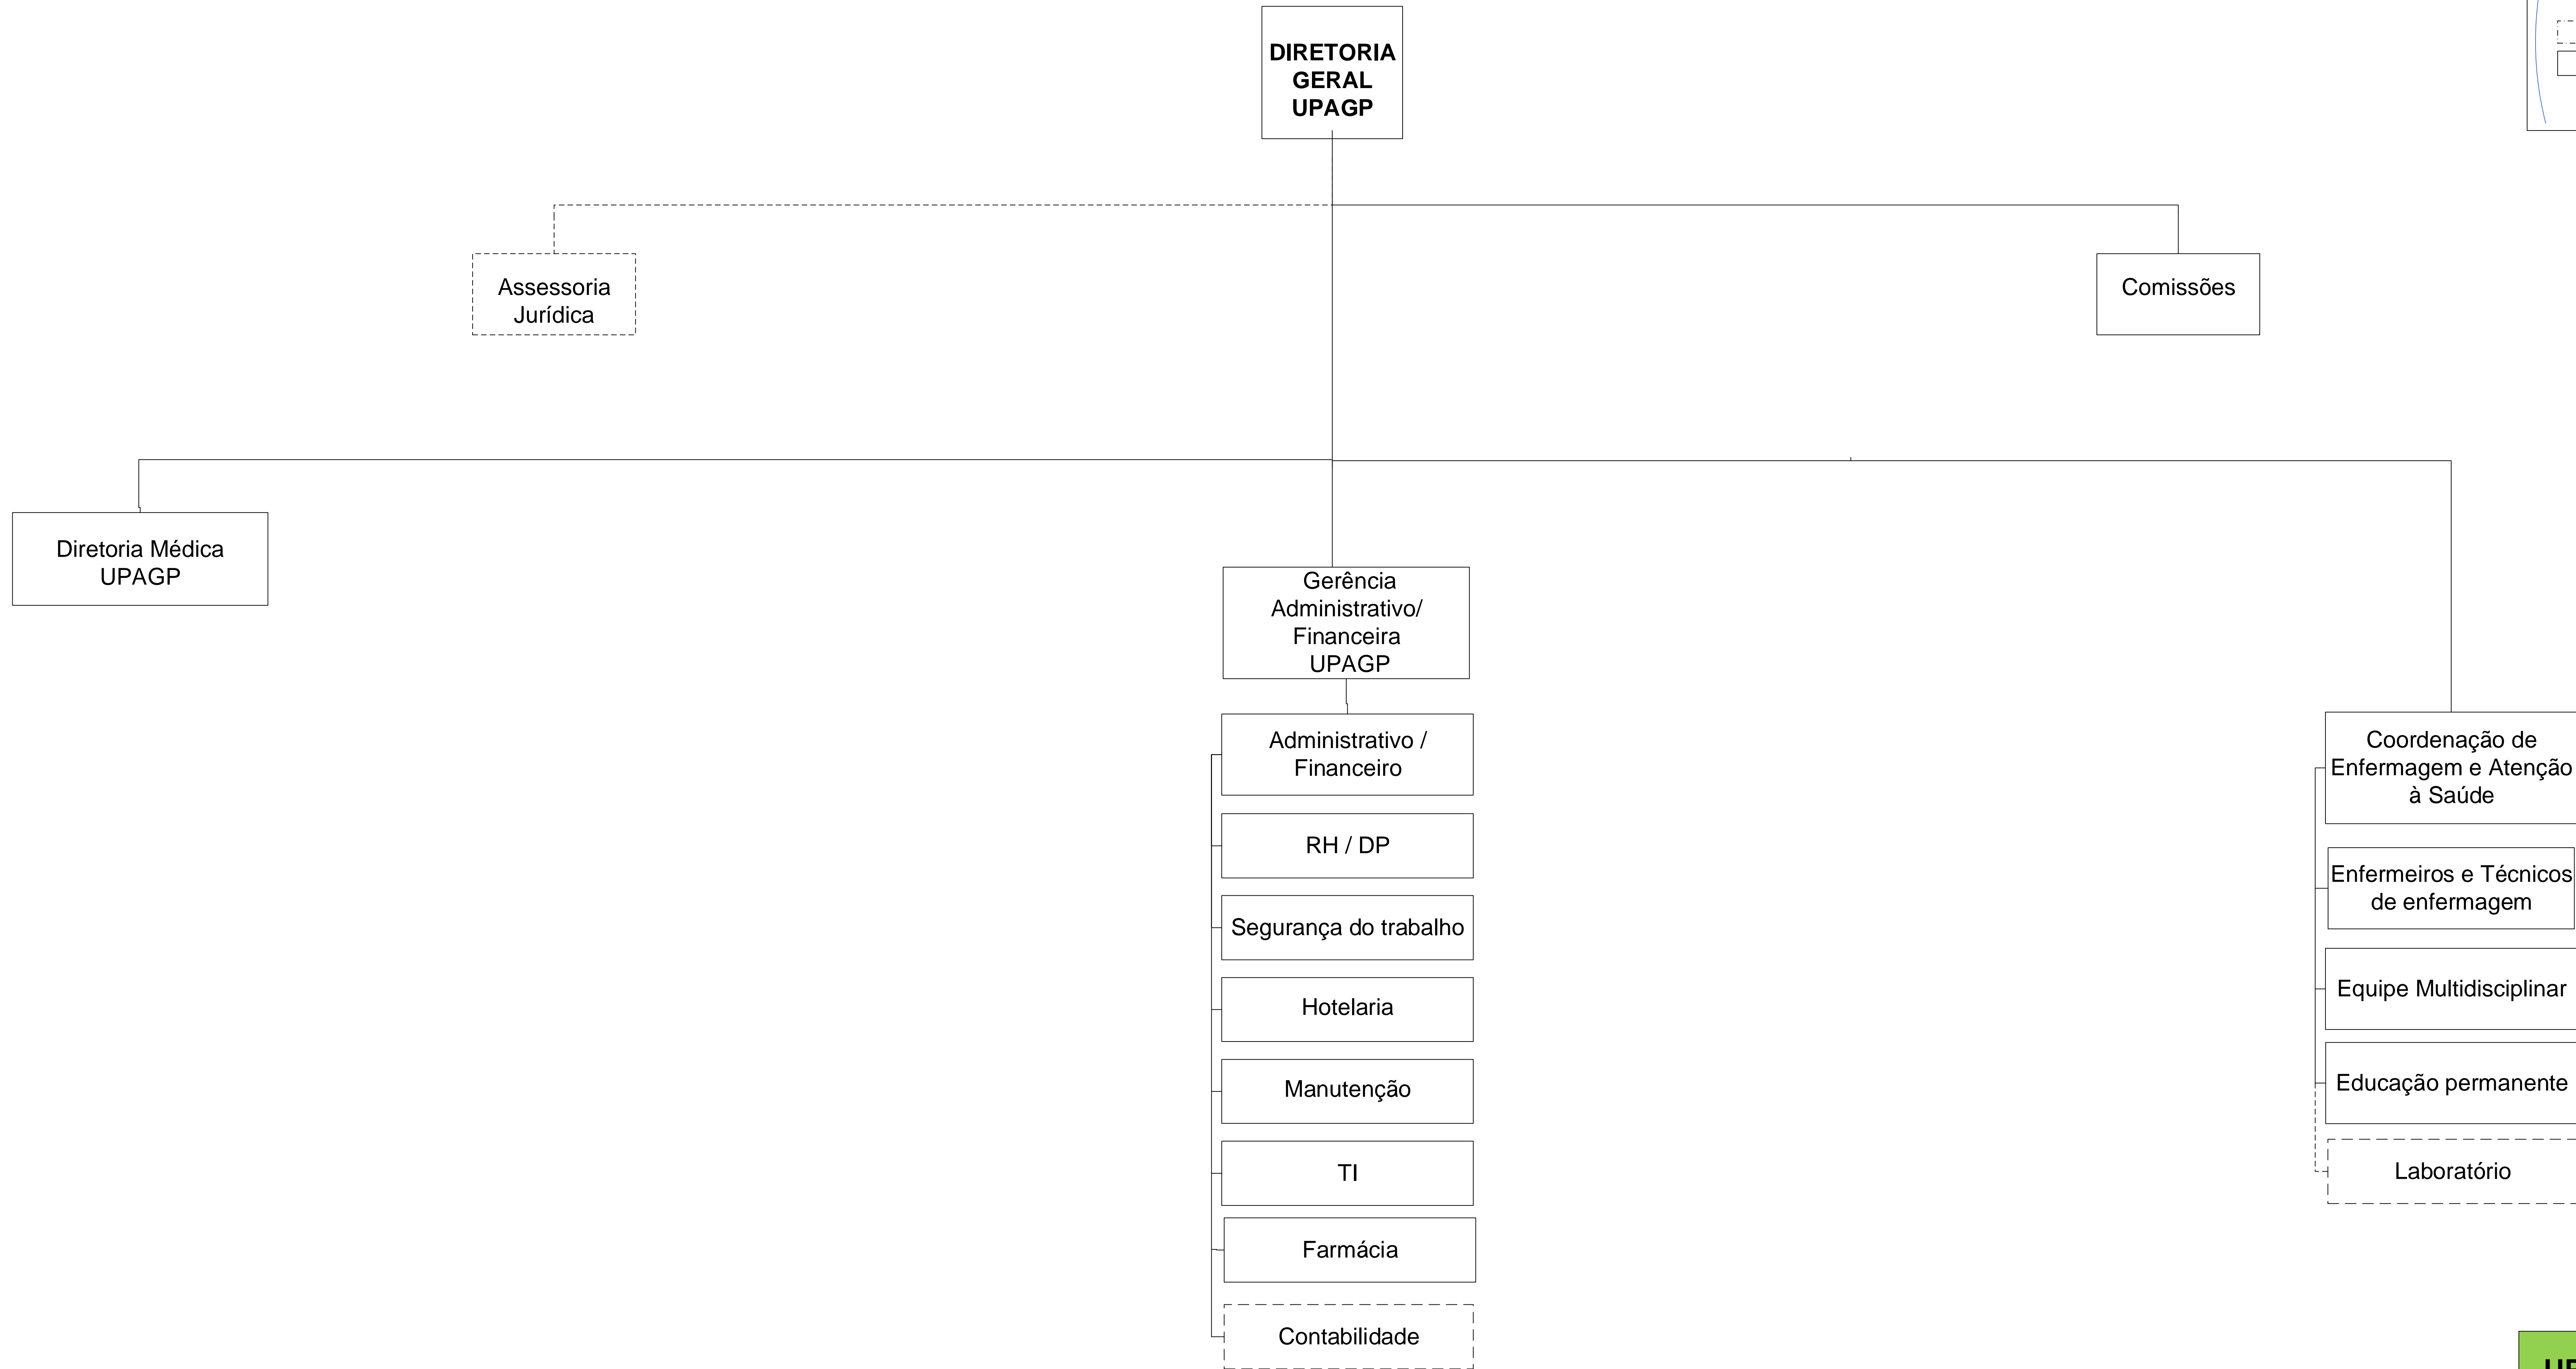 DIRETORIA
GERAL
UPAGP
Assessoria
Jurídica
Comissões
Diretoria Médica
UPAGP
Gerência
Administrativo/
Financeira
UPAGP
Administrativo /
Financeiro
RH / DP
Segurança do trabalho
Hotelaria
Manutenção
TI
Farmácia
Contabilidade
Coordenação de
Enfermagem e Atenção
à Saúde
Enfermeiros e Técnicos
de enfermagem
Equipe Multidisciplinar
Educação permanente
Laboratório